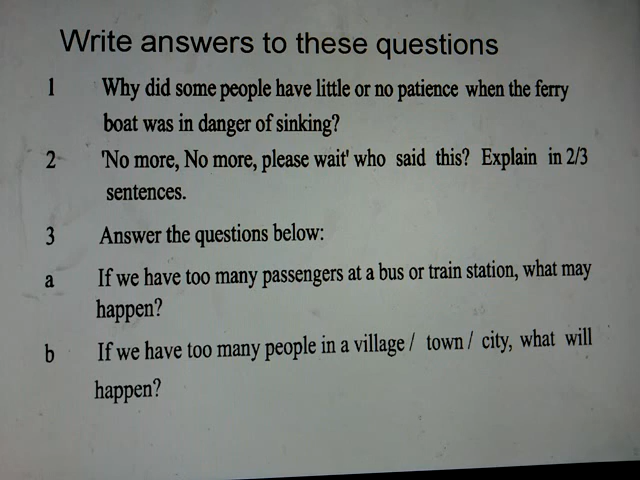 Write answers to these questions
1 Why did some people have little or no patience when the ferry
boat was in danger of sinking?
2 'No more, No more, please wait' who said this? Explain in 2/3
sentences.
3 Answer the questions below:
a If we have too many passengers at a bus or train station, what may
happen?
b If we have too many people in a village / town / city, what will
happen?